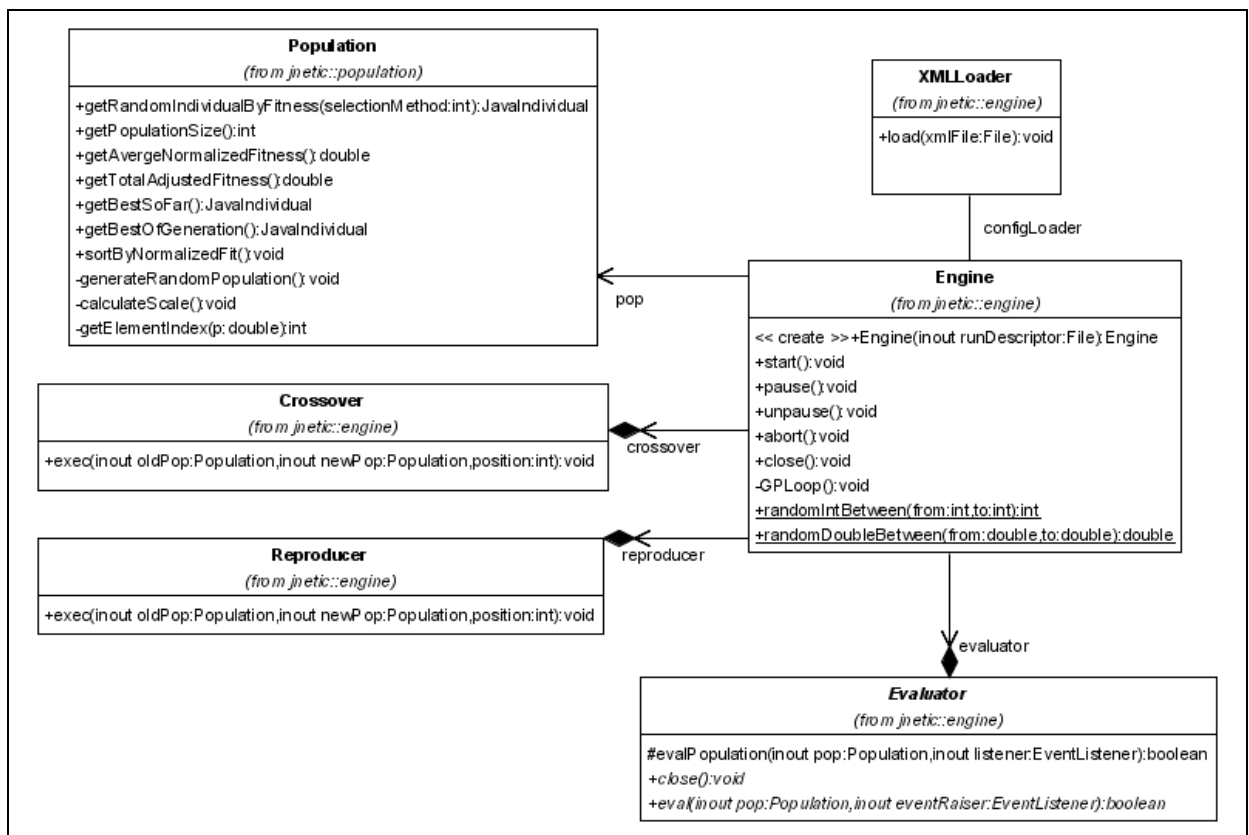 Population
(from jnetic::population)
+getRandomIndividualByFitness(selectionMethod:int):JavaIndividual
+getPopulationSize():int
+getAvergeNormalizedFitness():double
+getTotalAdjustedFitness():double
+getBestSoFar():JavaIndividual
+getBestOfGeneration():JavaIndividual
+sortByNormalizedFit():void
-generateRandomPopulation():void
-calculateScale():void
-getElementIndex(p: double):int
XMLLoader
(from jnetic::engine)
+load(xmlFile:File):void
configLoader
pop
Engine
(from jnetic::engine)
<< create >>+Engine(inout runDescriptor:File):Engine
+start():void
+pause():void
+unpause():void
+abort():void
+close():void
-GPLoop():void
+randomIntBetween(from:int,to:int):int
+randomDoubleBetween(from:double,to:double):double
Crossover
(from jnetic::engine)
+exec(inout oldPop:Population,inout newPop:Population,position:int):void
crossover
Reproducer
(from jnetic::engine)
+exec(inout oldPop:Population,inout newPop:Population,position:int):void
reproducer
evaluator
Evaluator
(from jnetic::engine)
#evalPopulation(inout pop:Population,inout listener:EventListener):boolean
+close():void
+eval(inout pop:Population,inout eventRaiser:EventListener):boolean